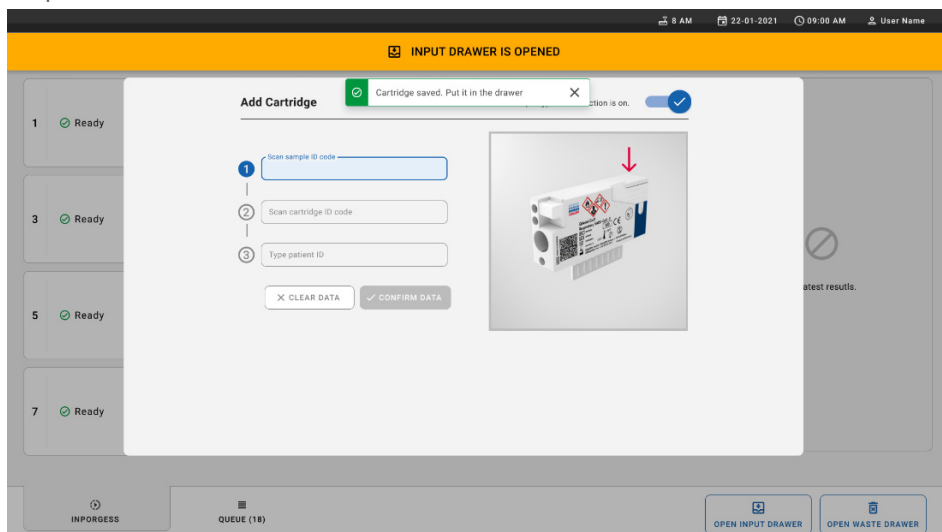 8 AM 22-01-2021 09:00 AM User Name
INPUT DRAWER IS OPENED
Cartridge saved. Put it in the drawer
Add Cartridge
ction is on.
1 Ready
Scan sample ID code
1
2 Scan cartridge ID code
3 Ready
3 Type patient ID
CLEAR DATA CONFIRM DATA
atest resutls.
5 Ready
7 Ready
INPORGESS
QUEUE (18)
OPEN INPUT DRAWER
OPEN WASTE DRAWER